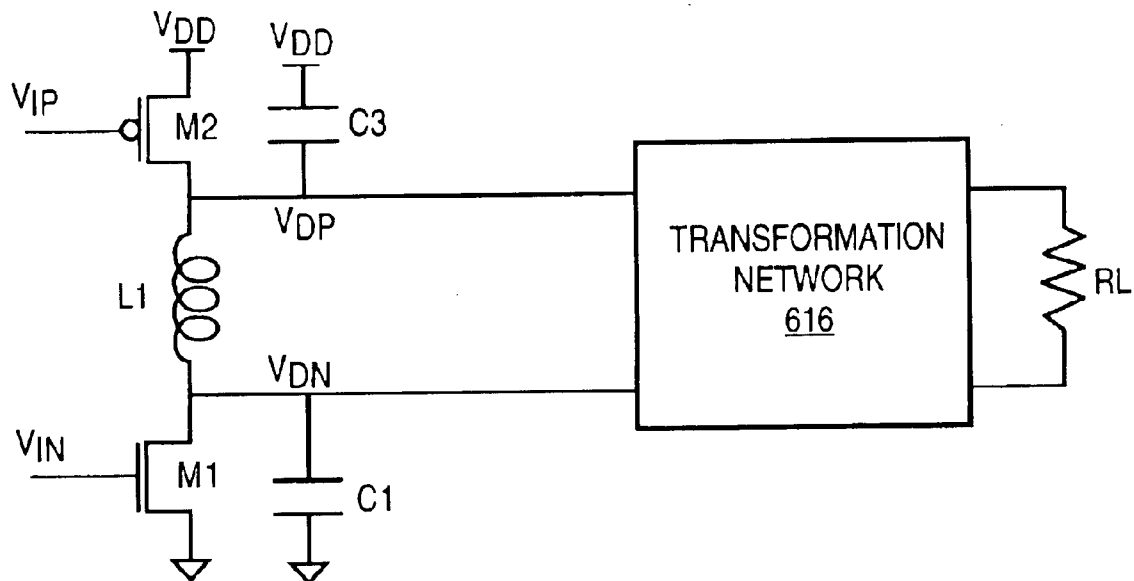 VDD
VDD
VIP
M2
C3
VDP
TRANSFORMATION
NETWORK
616
RL
L1
VDN
VIN
M1
C1